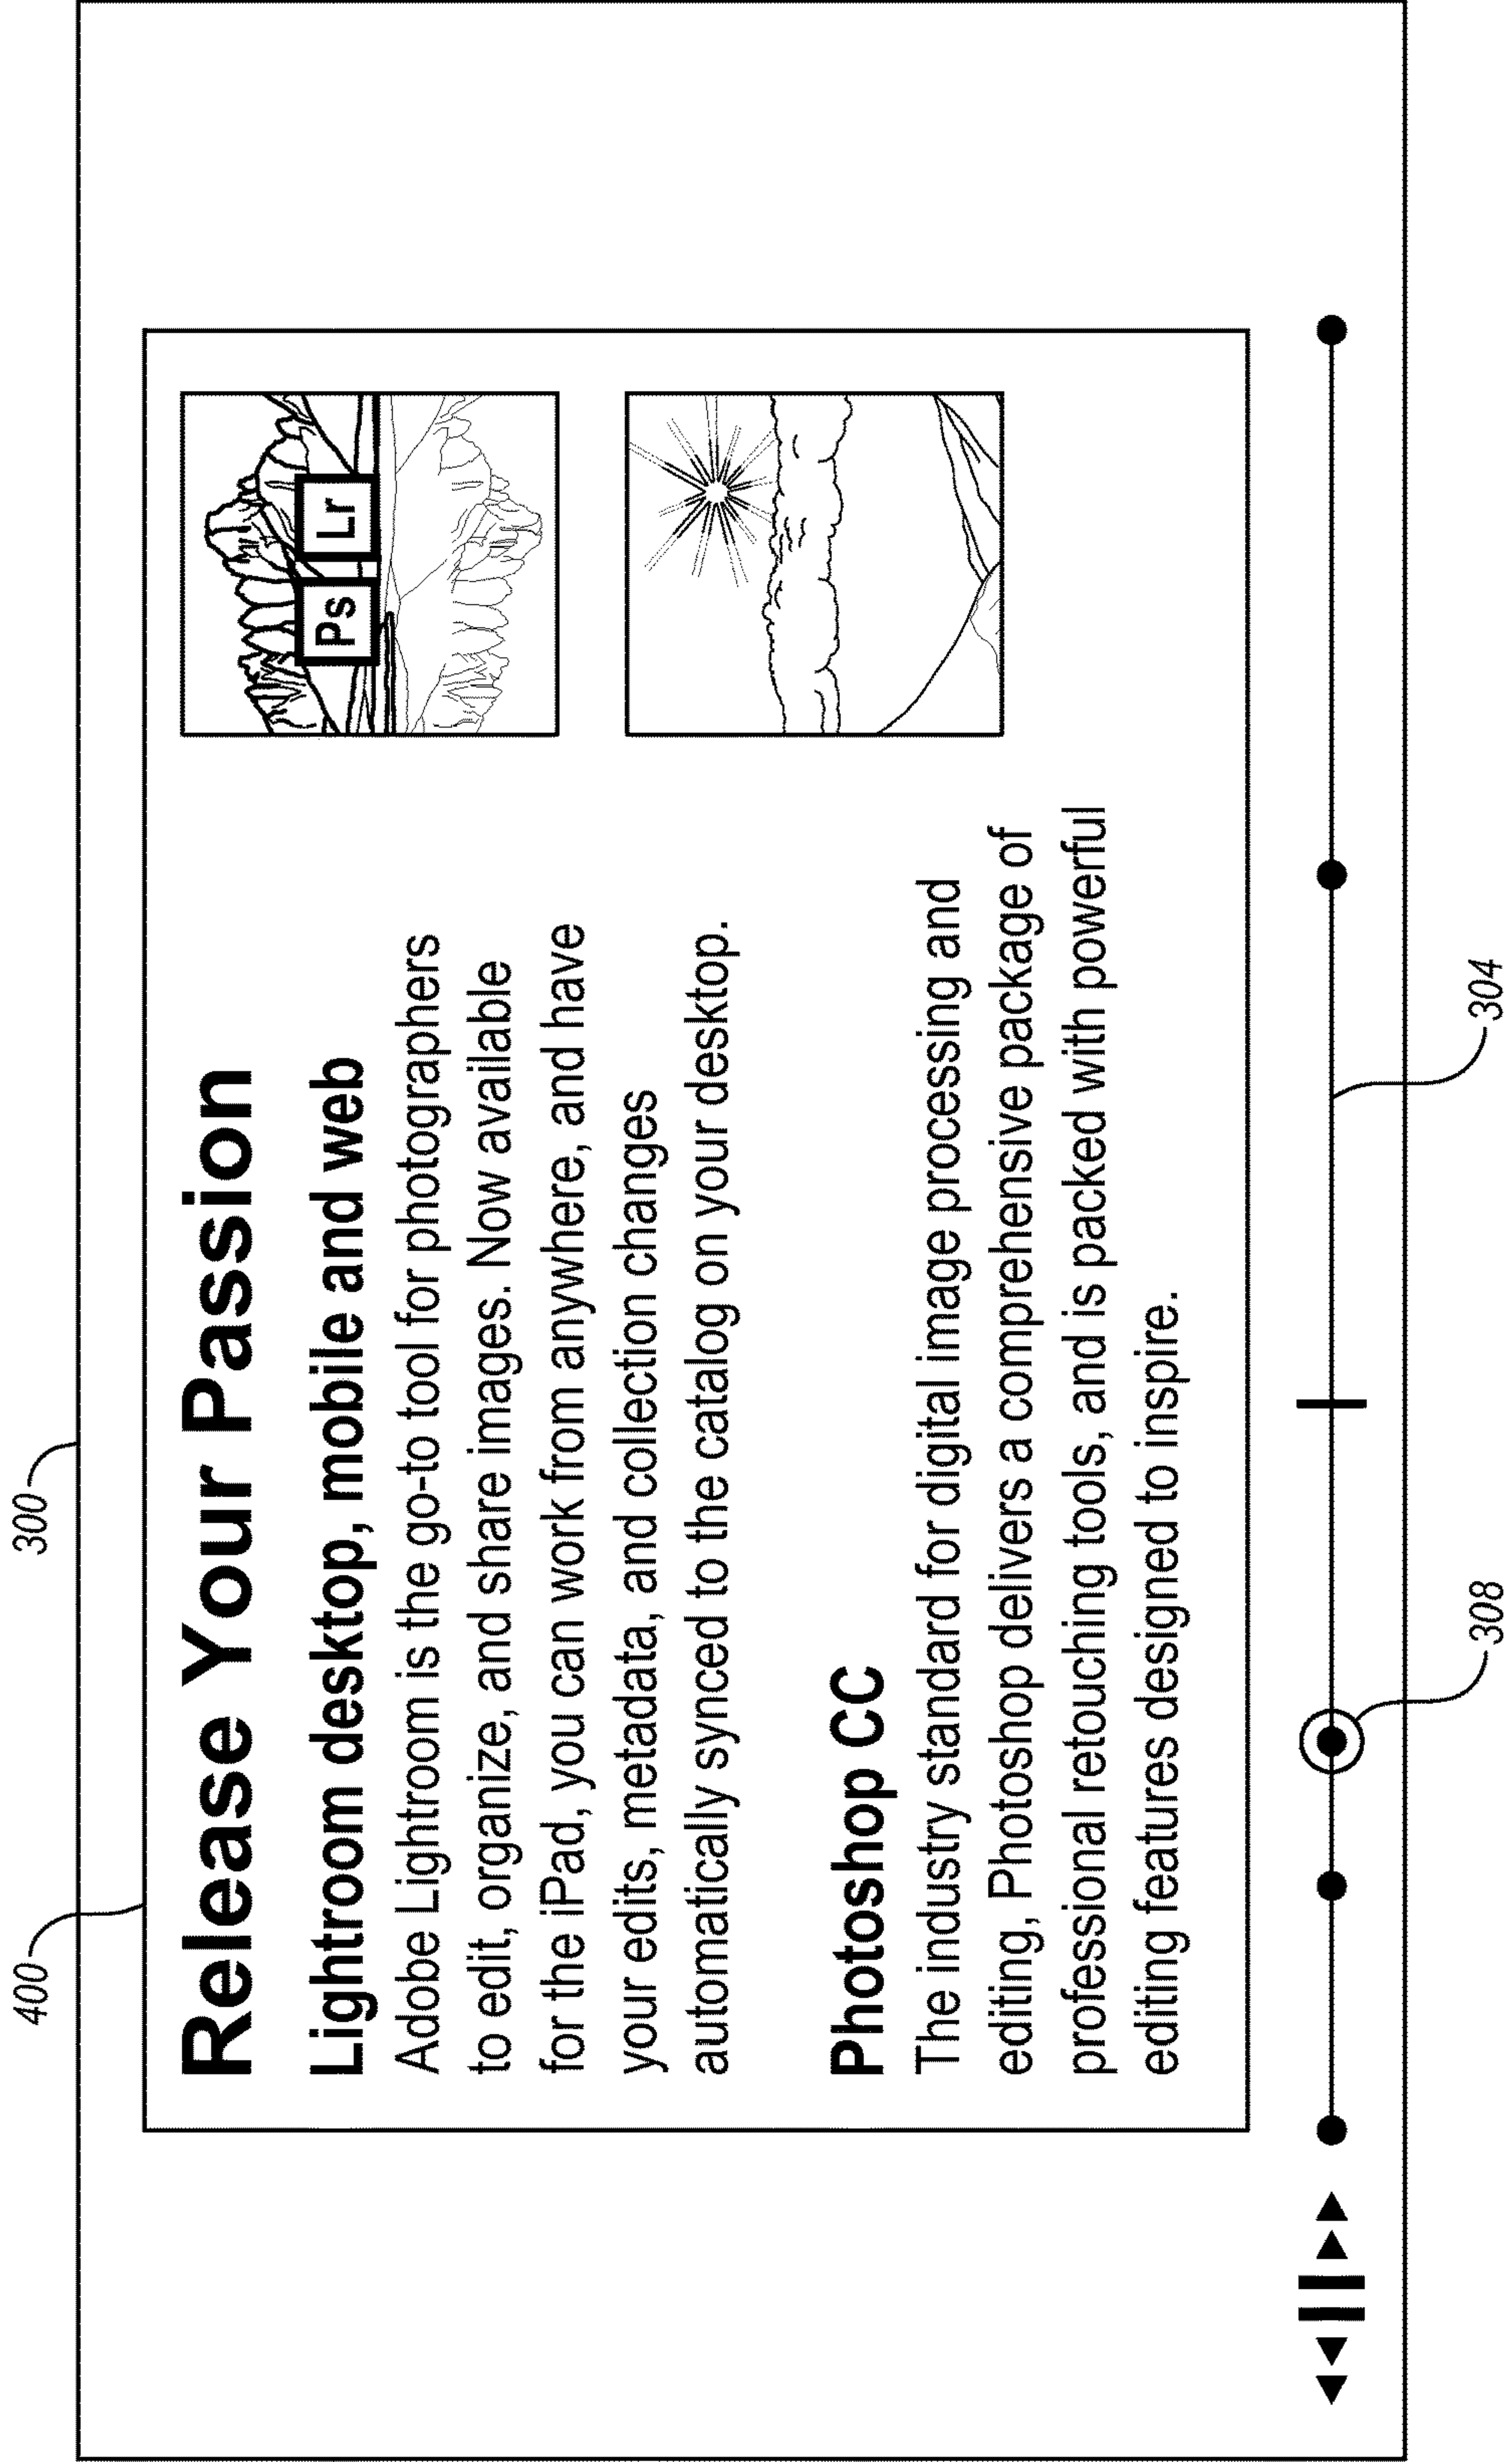 300
400
Release Your Passion
Lightroom desktop, mobile and web
Adobe Lightroom is the go-to tool for photographers
to edit, organize, and share images. Now available
for the iPad, you can work from anywhere, and have
your edits, metadata, and collection changes
automatically synced to the catalog on your desktop.
Ps Lr
Photoshop CC
The industry standard for digital image processing and
editing, Photoshop delivers a comprehensive package of
professional retouching tools, and is packed with powerful
editing features designed to inspire.
308
304